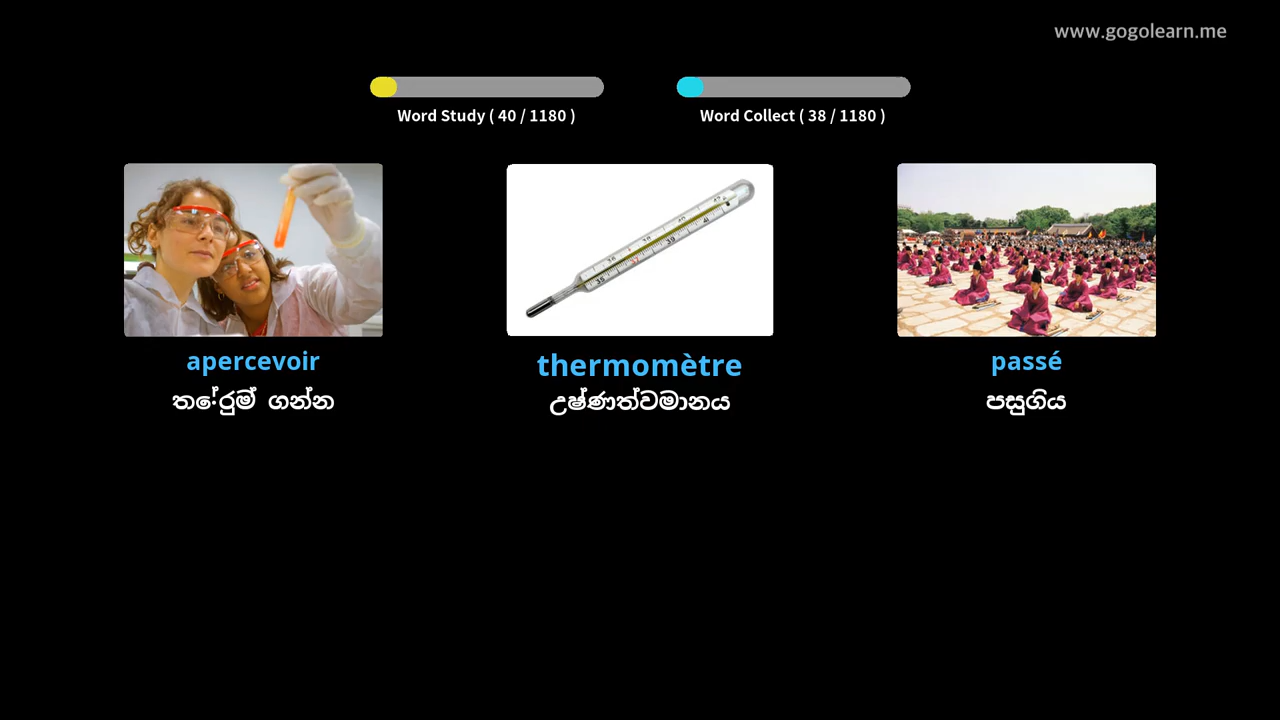 www.gogolearn.me
Word Study ( 40 / 1180 )
Word Collect ( 38 / 1180 )
apercevoir
තේරුම් ගන්න
thermomètre
උෂ්ණත්වමානය
passé
පසුගිය